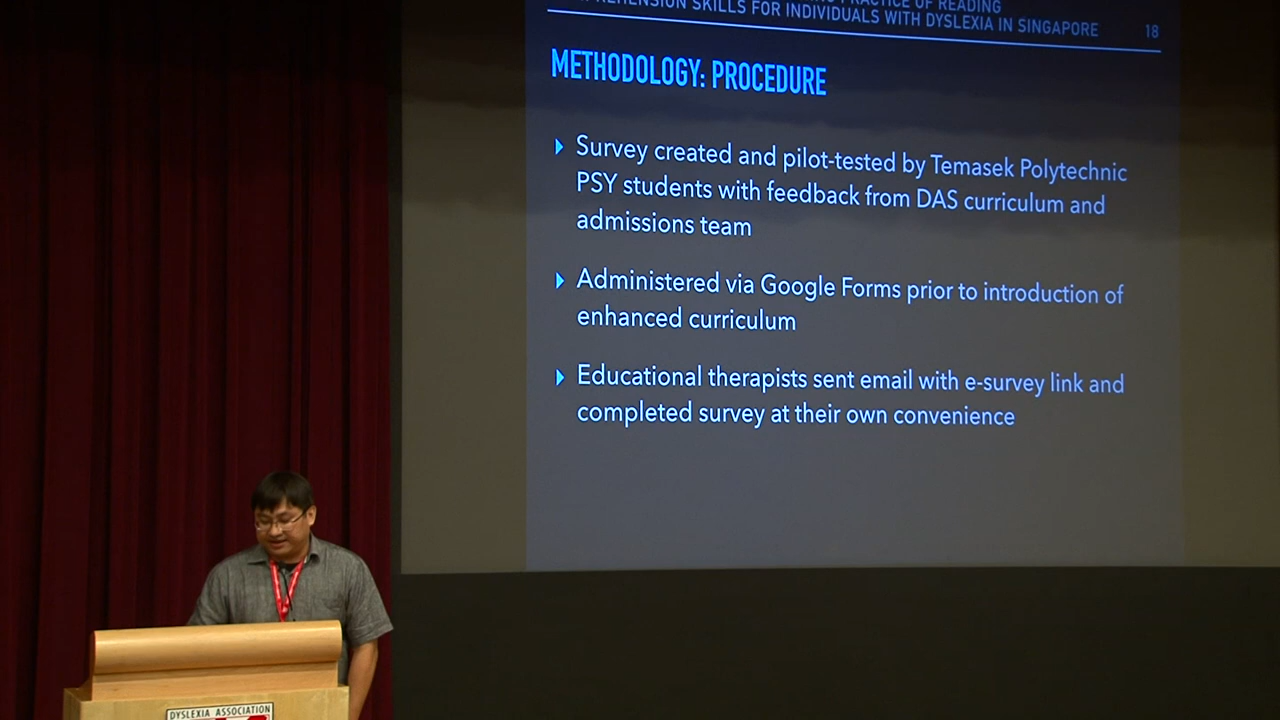 PRACTICE OF READING
COMPREHENSION SKILLS FOR INDIVIDUALS WITH DYSLEXIA IN SINGAPORE
18
METHODOLOGY: PROCEDURE
Survey created and pilot-tested by Temasek Polytechnic
PSY students with feedback from DAS curriculum and
admissions team
Administered via Google Forms prior to introduction of
enhanced curriculum
Educational therapists sent email with e-survey link and
completed survey at their own convenience
DYSLEXIA ASSOCIATION